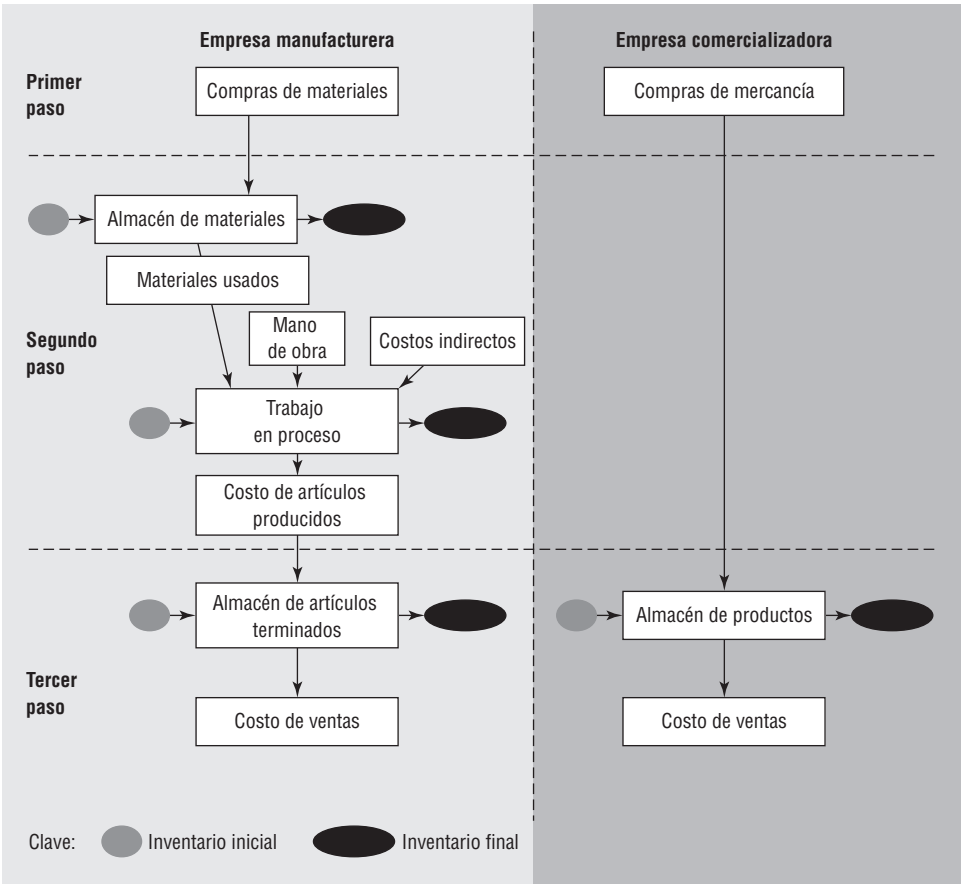 Empresa manufacturera
Empresa comercializadora
Primer
paso
Compras de materiales
Compras de mercancía
Almacén de materiales
Materiales usados
Segundo
paso
Mano
de obra
Costos indirectos
Trabajo
en proceso
Costo de artículos
producidos
Almacén de artículos
terminados
Almacén de productos
Tercer
paso
Costo de ventas
Costo de ventas
Clave:
Inventario inicial
Inventario final